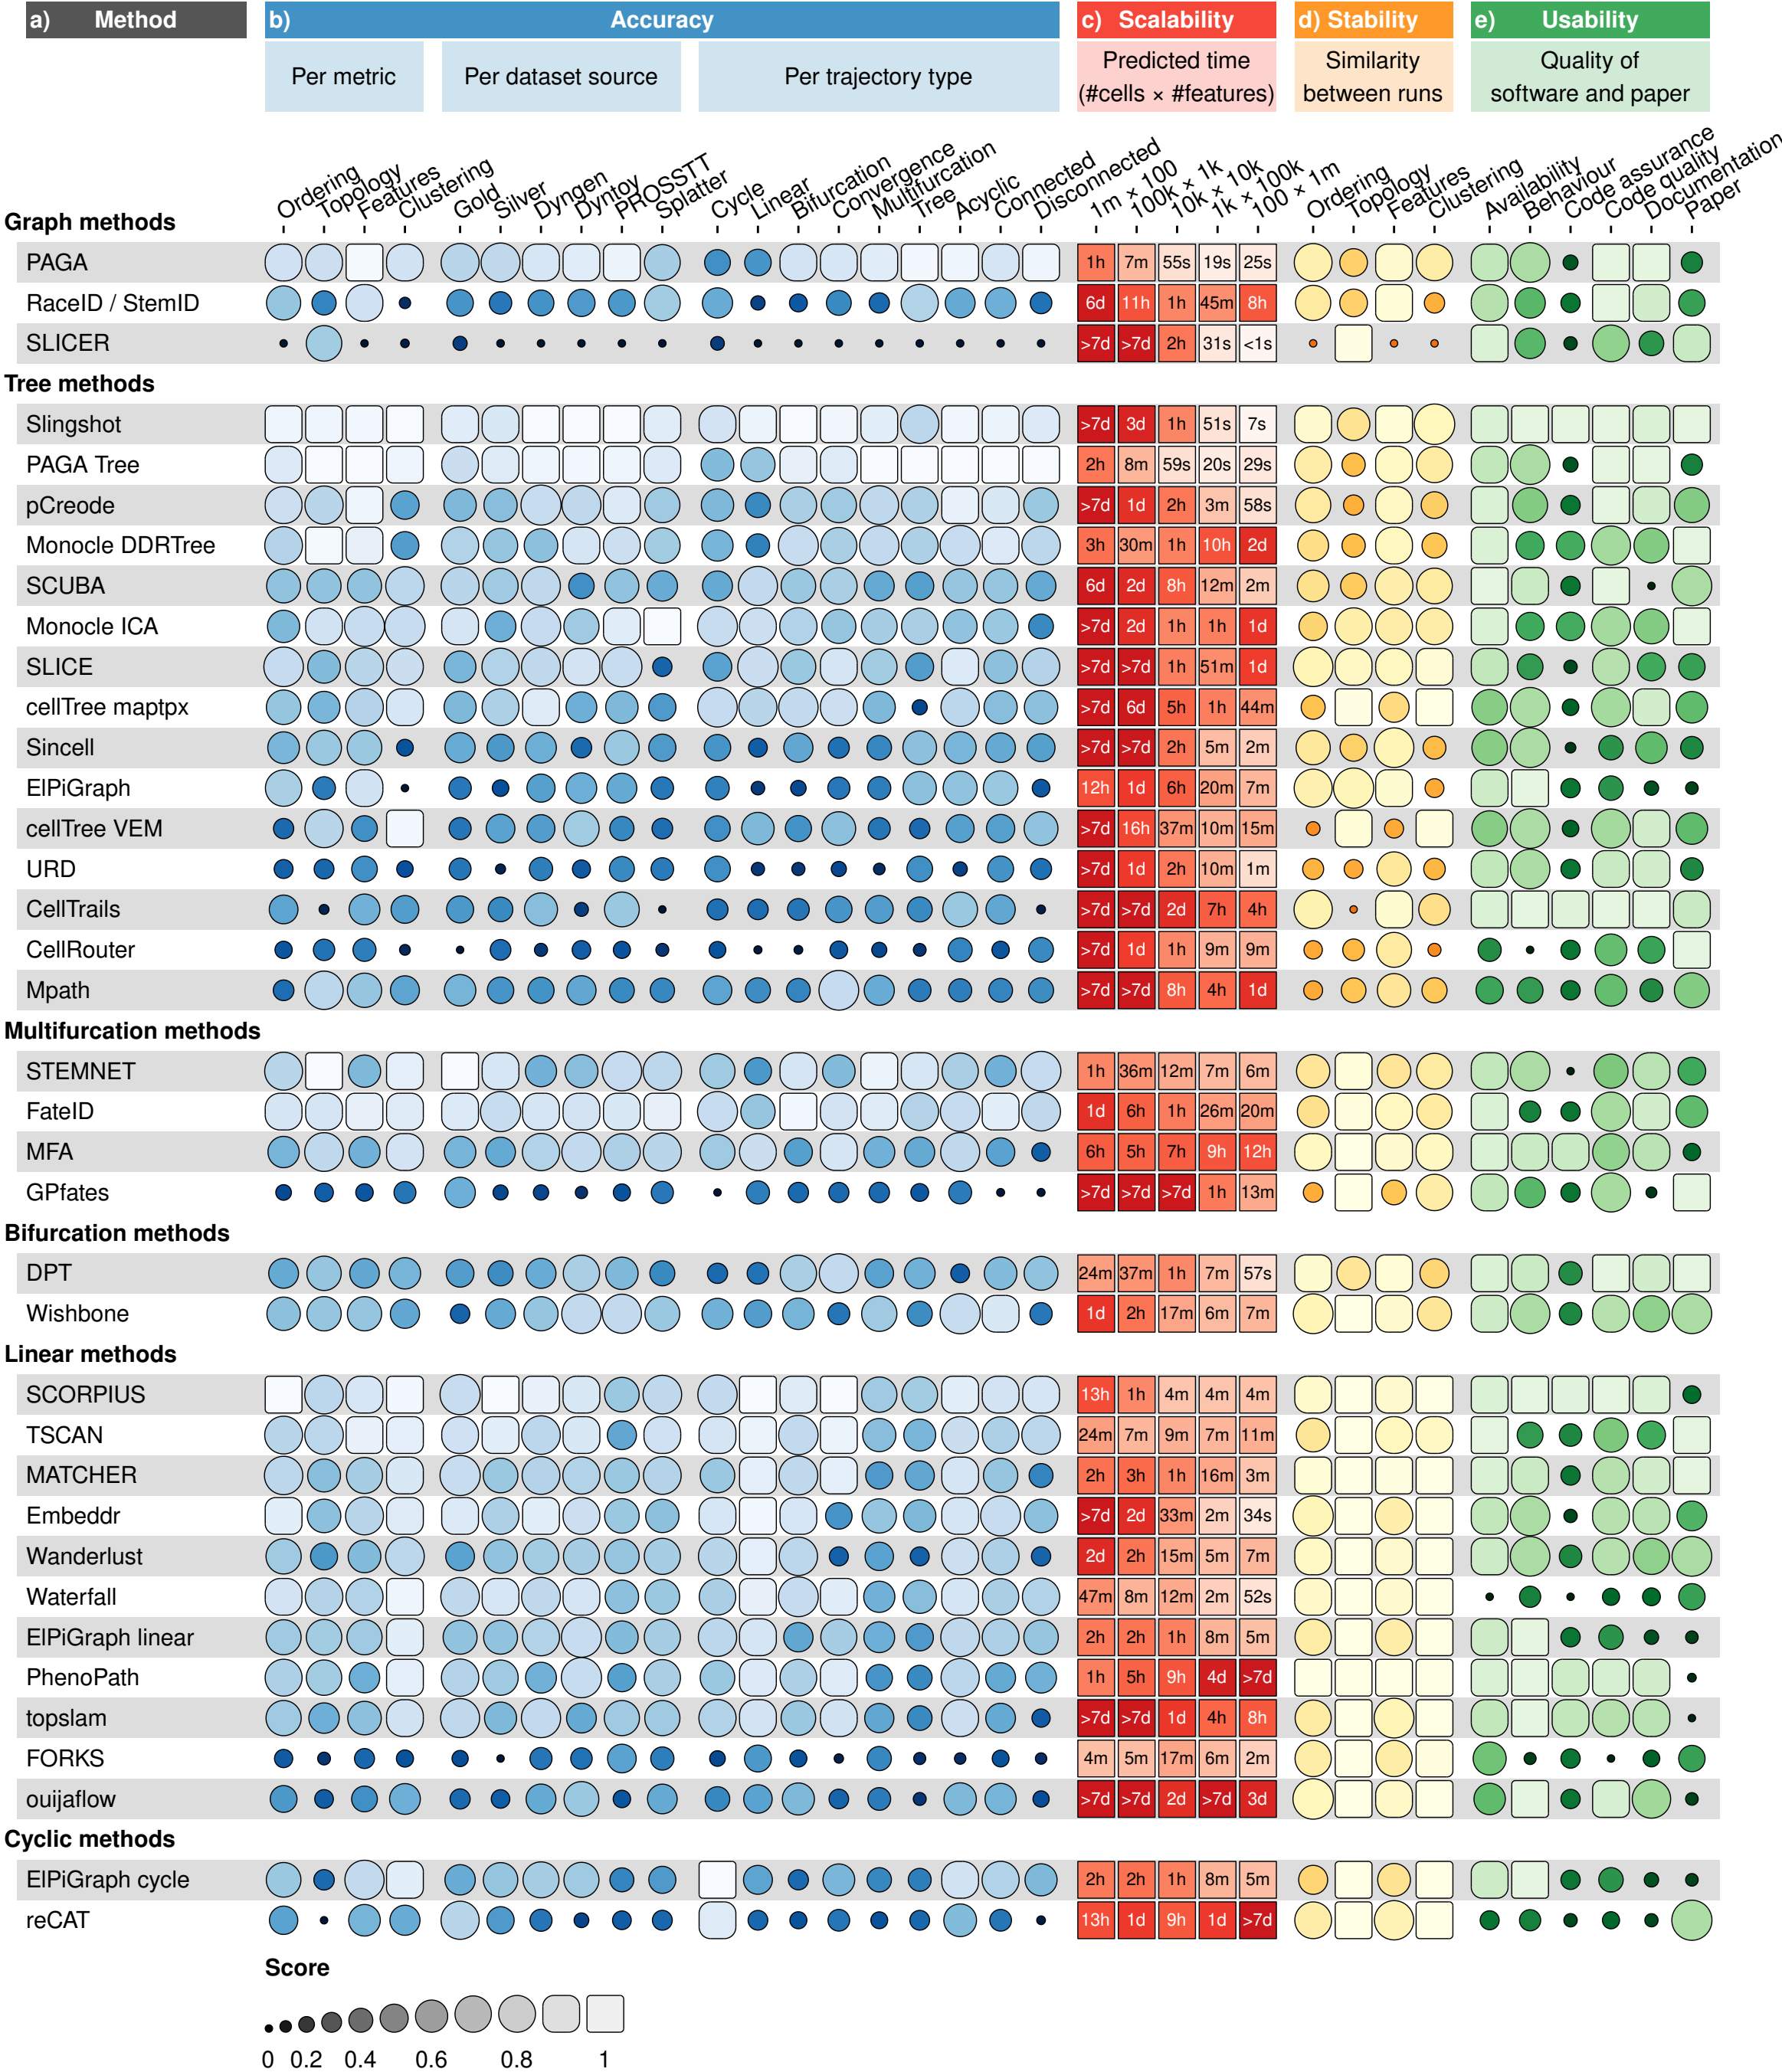 a) Method b) Accuracy c) Scalability d) Stability e) Usability
Per metric Per dataset source Per trajectory type Predicted time (#cells × #features) Similarity between runs Quality of software and paper
Ordering Topology Features Clustering Gold Silver Dyngen Dyntoy PROSSTT Splatter Cycle Linear Bifurcation Convergence Multifurcation Tree Acyclic Connected Disconnected 1m × 100 100k × 1k 10k × 10k 1k × 100k 100 × 1m Ordering Topology Features Clustering Availability Behaviour Code assurance Code quality Documentation Paper
Graph methods
PAGA 1h 7m 55s 19s 25s
RaceID / StemID 6d 11h 1h 45m 8h
SLICER >7d >7d 2h 31s <1s
Tree methods
Slingshot >7d 3d 1h 51s 7s
PAGA Tree 2h 8m 59s 20s 29s
pCreode >7d 1d 2h 3m 58s
Monocle DDRTree 3h 30m 1h 10h 2d
SCUBA 6d 2d 8h 12m 2m
Monocle ICA >7d 2d 1h 1h 1d
SLICE >7d >7d 1h 51m 1d
cellTree maptpx >7d 6d 5h 1h 44m
Sincell >7d >7d 2h 5m 2m
ElPiGraph 12h 1d 6h 20m 7m
cellTree VEM >7d 16h 37m 10m 15m
URD >7d 1d 2h 10m 1m
CellTrails >7d >7d 2d 7h 4h
CellRouter >7d 1d 1h 9m 9m
Mpath >7d >7d 8h 4h 1d
Multifurcation methods
STEMNET 1h 36m 12m 7m 6m
FateID 1d 6h 1h 26m 20m
MFA 6h 5h 7h 9h 12h
GPfates >7d >7d >7d 1h 13m
Bifurcation methods
DPT 24m 37m 1h 7m 57s
Wishbone 1d 2h 17m 6m 7m
Linear methods
SCORPIUS 13h 1h 4m 4m 4m
TSCAN 24m 7m 9m 7m 11m
MATCHER 2h 3h 1h 16m 3m
Embeddr >7d 2d 33m 2m 34s
Wanderlust 2d 2h 15m 5m 7m
Waterfall 47m 8m 12m 2m 52s
ElPiGraph linear 2h 2h 1h 8m 5m
PhenoPath 1h 5h 9h 4d >7d
topslam >7d >7d 1d 4h 8h
FORKS 4m 5m 17m 6m 2m
ouijaflow >7d >7d 2d >7d 3d
Cyclic methods
ElPiGraph cycle 2h 2h 1h 8m 5m
reCAT 13h 1d 9h 1d >7d
Score
0 0.2 0.4 0.6 0.8 1